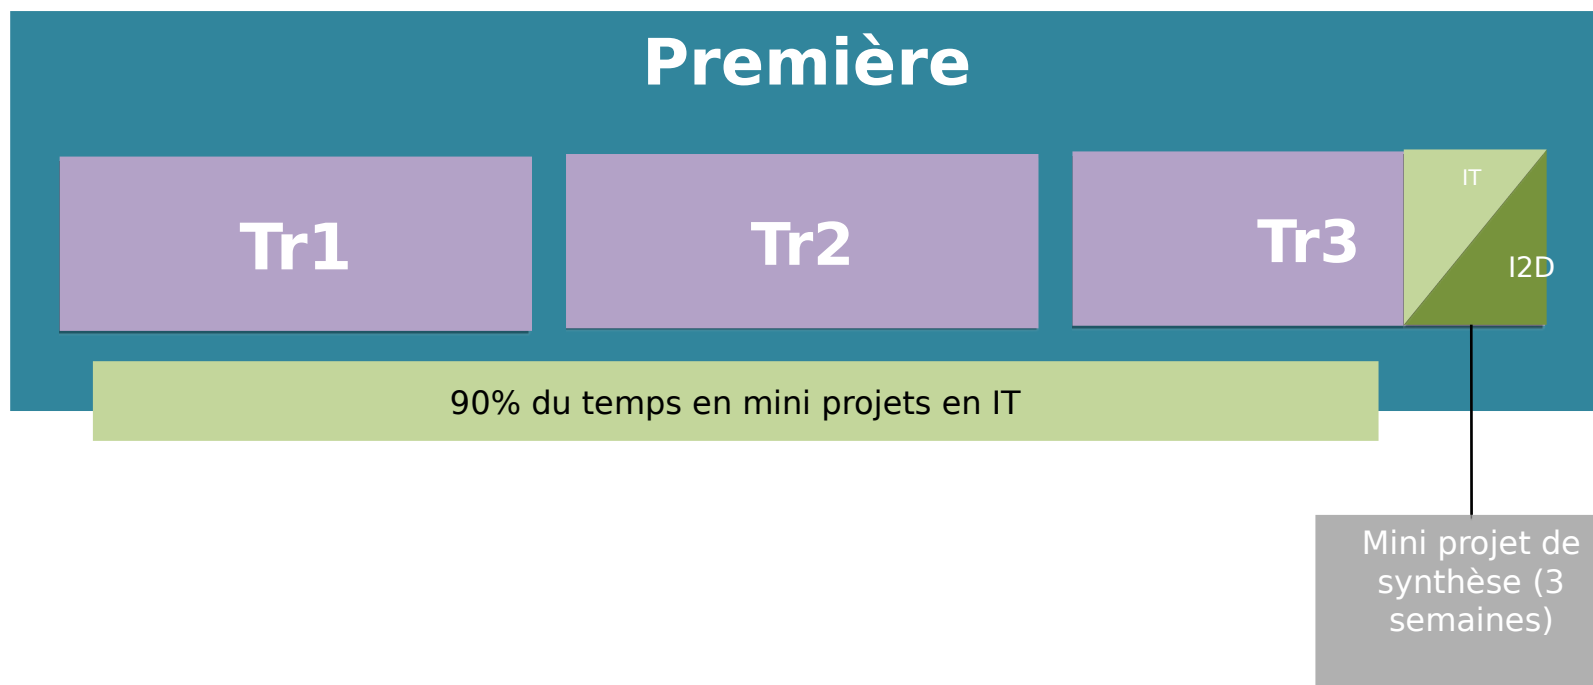 Première
Tr1
Tr2
Tr3
IT
I2D
90% du temps en mini projets en IT
Mini projet de
synthèse (3
semaines)